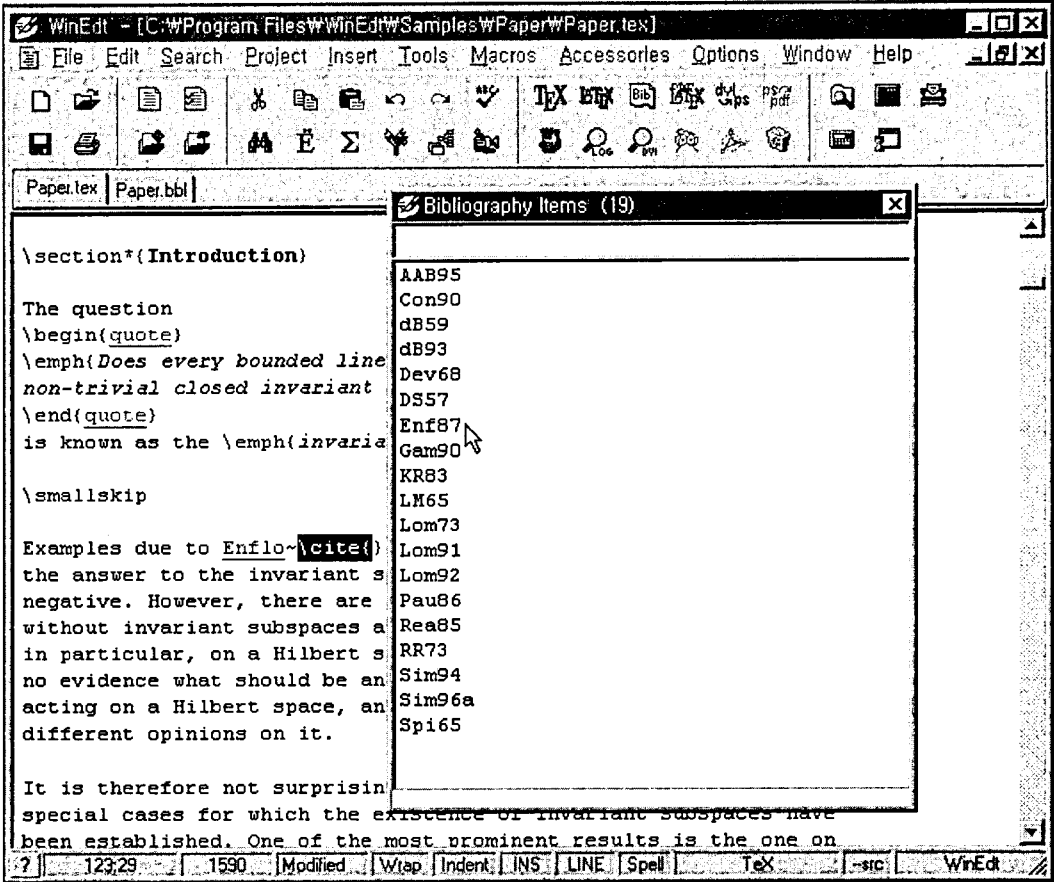 WinEdt - [C:₩Program Files₩WinEdt₩Samples₩Paper₩Paper.tex]
File Edit Search Project Insert Tools Macros Accessories Options Window Help
Paper.tex Paper.bbl
Bibliography Items (19)
\section*{Introduction}
The question
\begin{quote}
\emph{Does every bounded line
non-trivial closed invariant
\end{quote}
is known as the \emph{invaria
\smallskip
Examples due to Enflo~\cite{}
the answer to the invariant s
negative. However, there are
without invariant subspaces a
in particular, on a Hilbert s
no evidence what should be an
acting on a Hilbert space, an
different opinions on it.
It is therefore not surprisin
special cases for which the existence of invariant subspaces have
been established. One of the most prominent results is the one on
AAB95
Con90
dB59
dB93
Dev68
DS57
Enf87
Gam90
KR83
LM65
Lom73
Lom91
Lom92
Pau86
Rea85
RR73
Sim94
Sim96a
Spi65
? 123;29 1590 Modified Wrap Indent INS LINE Spell TeX --src WinEdt